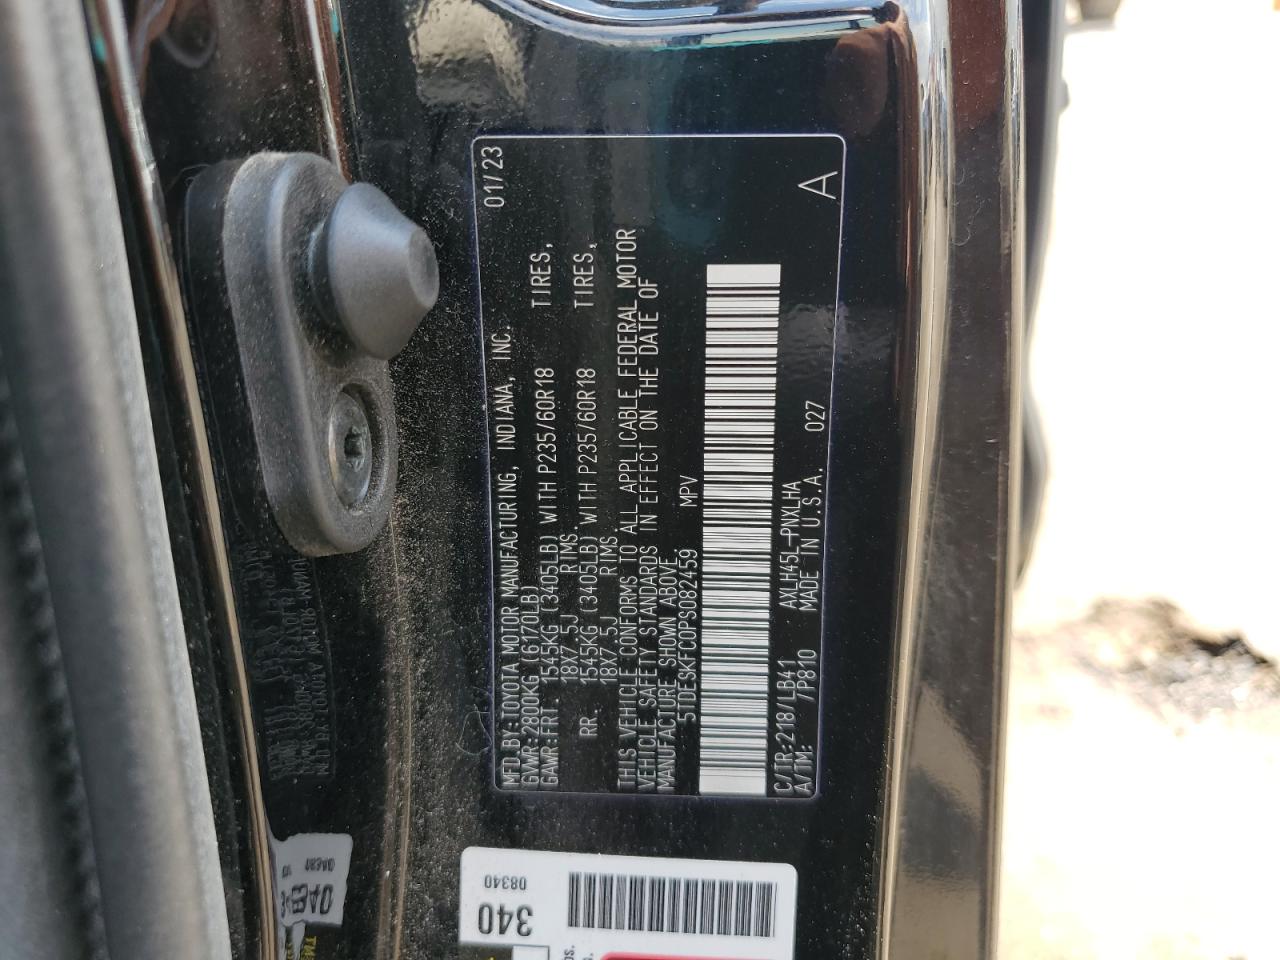 MFD.BY:TOYOTA MOTOR MANUFACTURING, INDIANA, INC. 01/23
GVWR:2800KG (6170LB)
GAWR:FRT. 1545KG (3405LB) WITH P235/60R18 TIRES,
18X7.5J RIMS
RR. 1545KG (3405LB) WITH P235/60R18 TIRES,
18X7.5J RIMS
THIS VEHICLE CONFORMS TO ALL APPLICABLE FEDERAL MOTOR
VEHICLE SAFETY STANDARDS IN EFFECT ON THE DATE OF
MANUFACTURE SHOWN ABOVE.
5TDESKFC0PS082459 MPV
C/TR:218/LB41 AXLH45L-PNXLHA A
A/TM: /P810 MADE IN U.S.A. 027
340
08340